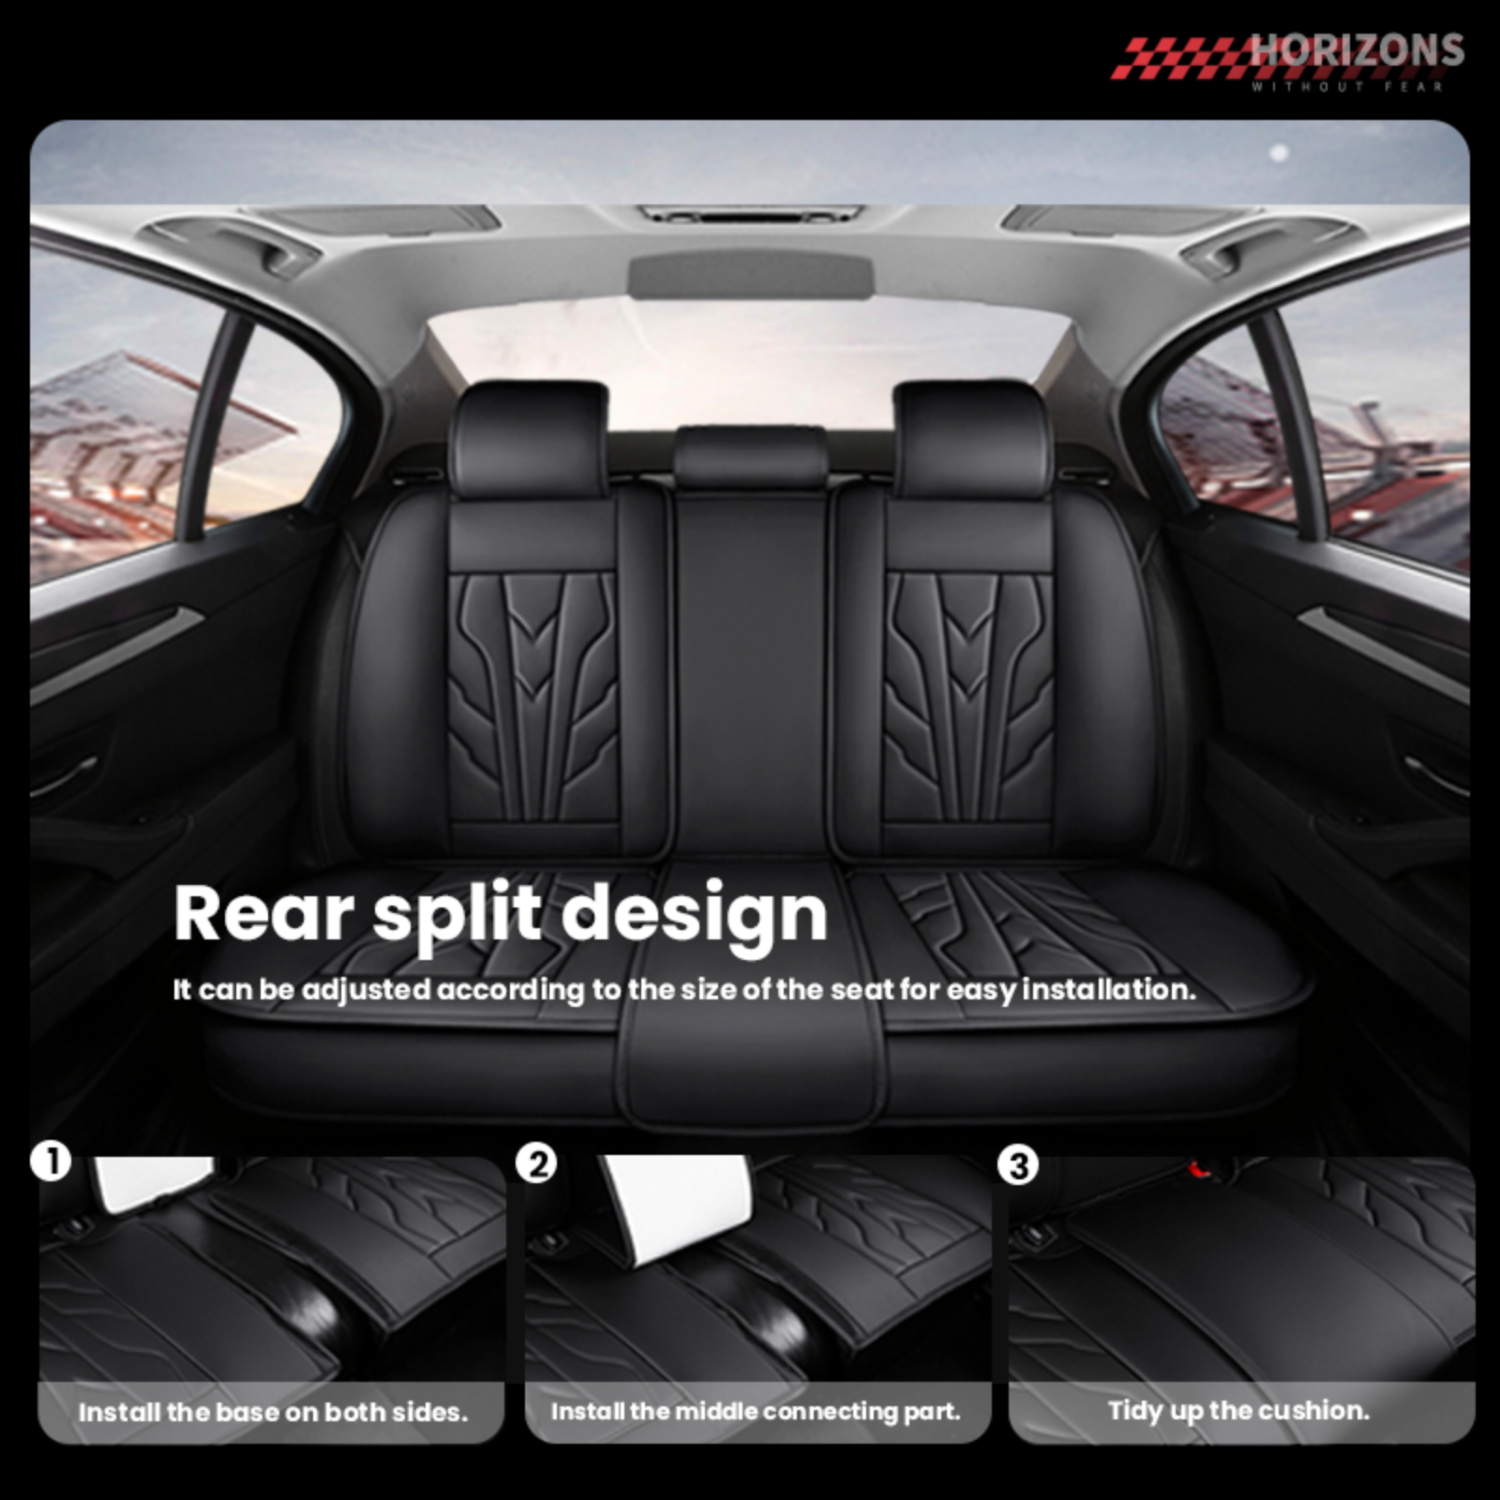 HORIZONS
WITHOUT FEAR
Rear split design
It can be adjusted according to the size of the seat for easy installation.
1
2
3
Install the base on both sides.
Install the middle connecting part.
Tidy up the cushion.